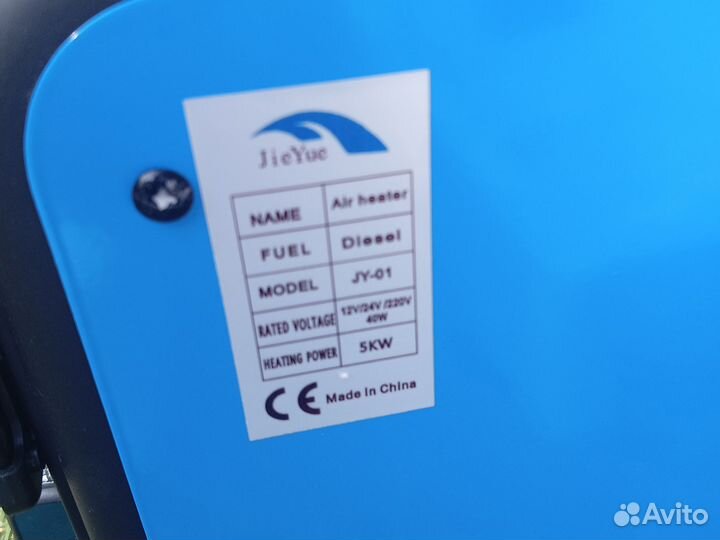 JieYue
NAME Air heater
FUEL Diesel
MODEL JY-01
RATED VOLTAGE 12V/24V /220V
40W
HEATING POWER 5KW
CE Made in China
Avito